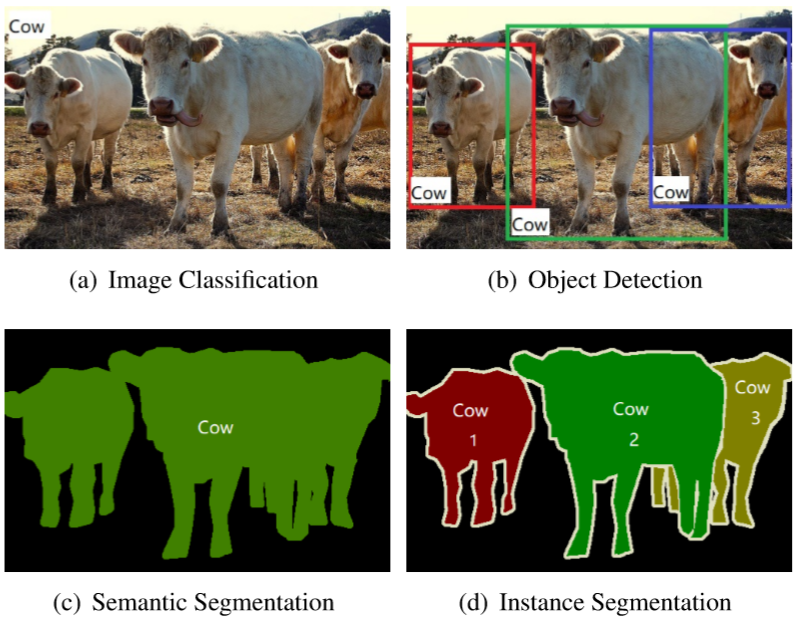 Cow
Cow
Cow
Cow
(a) Image Classification
(b) Object Detection
Cow
Cow
1
Cow
2
Cow
3
(c) Semantic Segmentation
(d) Instance Segmentation